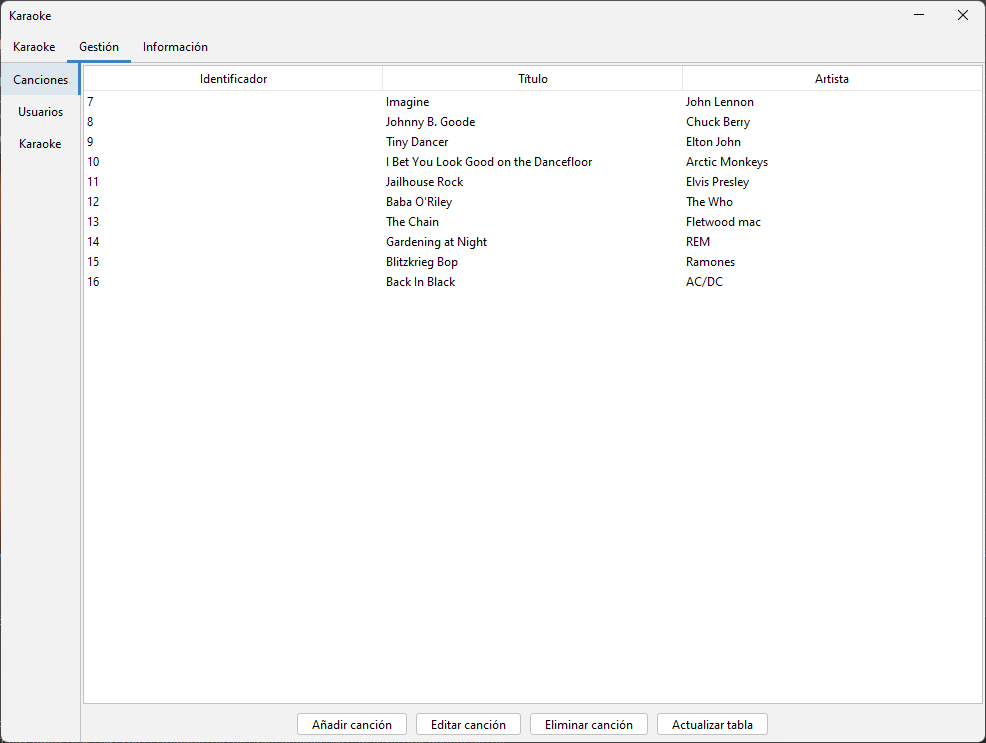 Karaoke
Karaoke Gestión Información
Canciones
Usuarios
Karaoke
Identificador Título Artista
7 Imagine John Lennon
8 Johnny B. Goode Chuck Berry
9 Tiny Dancer Elton John
10 I Bet You Look Good on the Dancefloor Arctic Monkeys
11 Jailhouse Rock Elvis Presley
12 Baba O'Riley The Who
13 The Chain Fletwood mac
14 Gardening at Night REM
15 Blitzkrieg Bop Ramones
16 Back In Black AC/DC
Añadir canción Editar canción Eliminar canción Actualizar tabla